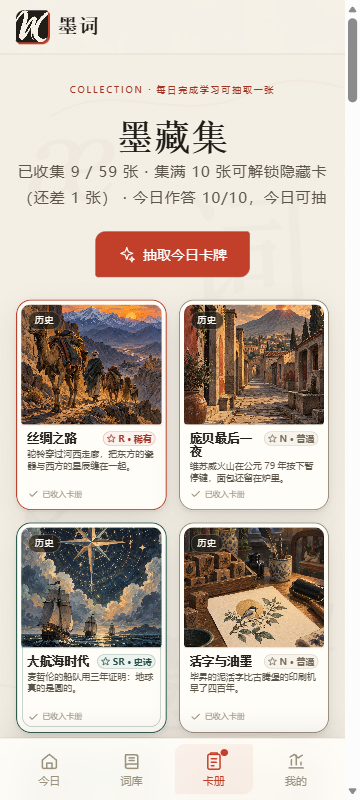 墨词
COLLECTION · 每日完成学习可抽取一张
墨藏集
已收集 9 / 59 张 · 集满 10 张可解锁隐藏卡
（还差 1 张） · 今日作答 10/10，今日可抽
抽取今日卡牌
历史
丝绸之路
R • 稀有
驼铃穿过河西走廊，把东方的瓷
器与西方的星辰缝在一起。
已收入卡册
历史
庞贝最后一
夜
N • 普通
维苏威火山在公元 79 年按下暂
停键，面包还留在炉里。
已收入卡册
历史
大航海时代
SR • 史诗
麦哲伦的船队用三年证明：地球
真的是圆的。
已收入卡册
历史
活字与油墨
N • 普通
毕昇的泥活字比古腾堡的印刷机
早了四百年。
已收入卡册
今日
词库
卡册
我的